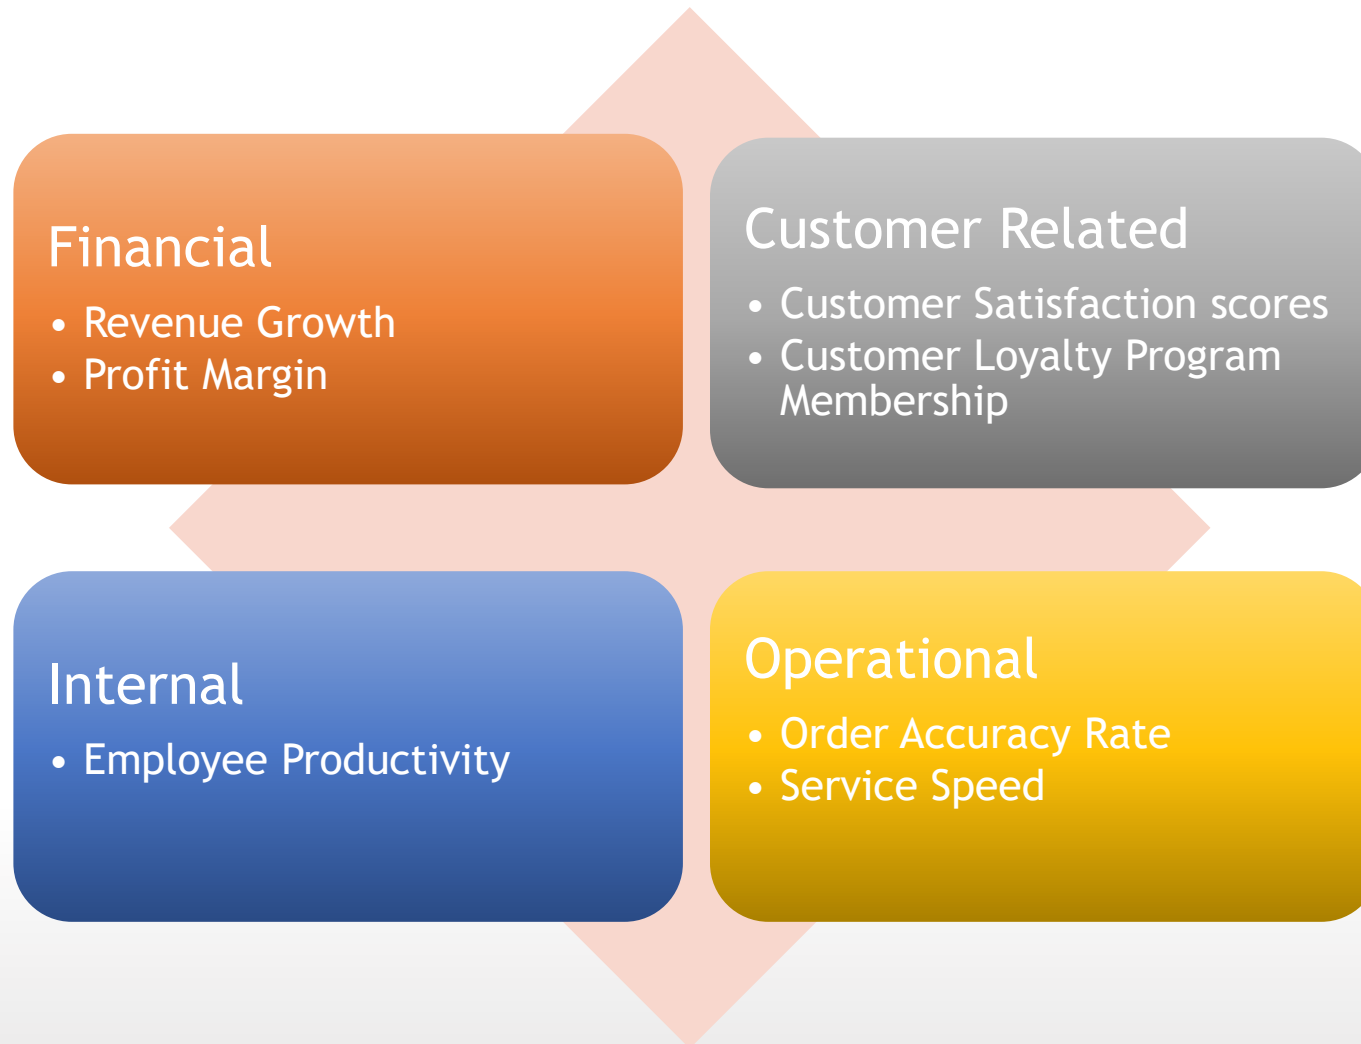 Financial
• Revenue Growth
• Profit Margin
Customer Related
• Customer Satisfaction scores
• Customer Loyalty Program
Membership
Internal
• Employee Productivity
Operational
• Order Accuracy Rate
• Service Speed